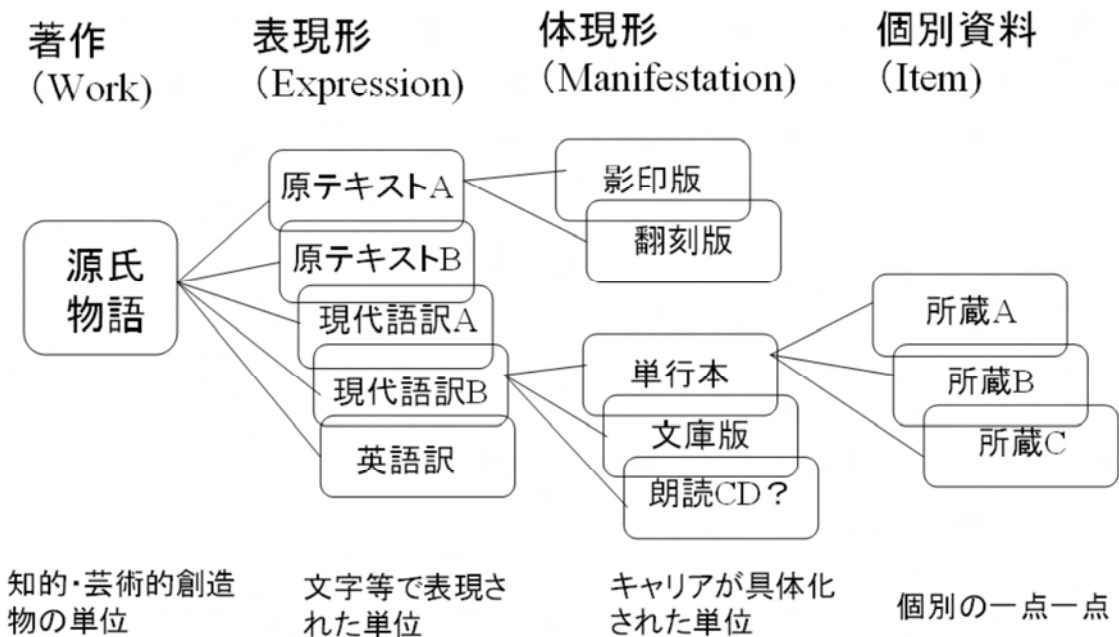 著作
（Work）
表現形
（Expression）
体現形
（Manifestation）
個別資料
（Item）
源氏
物語
原テキストA
原テキストB
現代語訳A
現代語訳B
英語訳
影印版
翻刻版
単行本
文庫版
朗読CD？
所蔵A
所蔵B
所蔵C
知的・芸術的創造
物の単位
文字等で表現さ
れた単位
キャリアが具体化
された単位
個別の一点一点